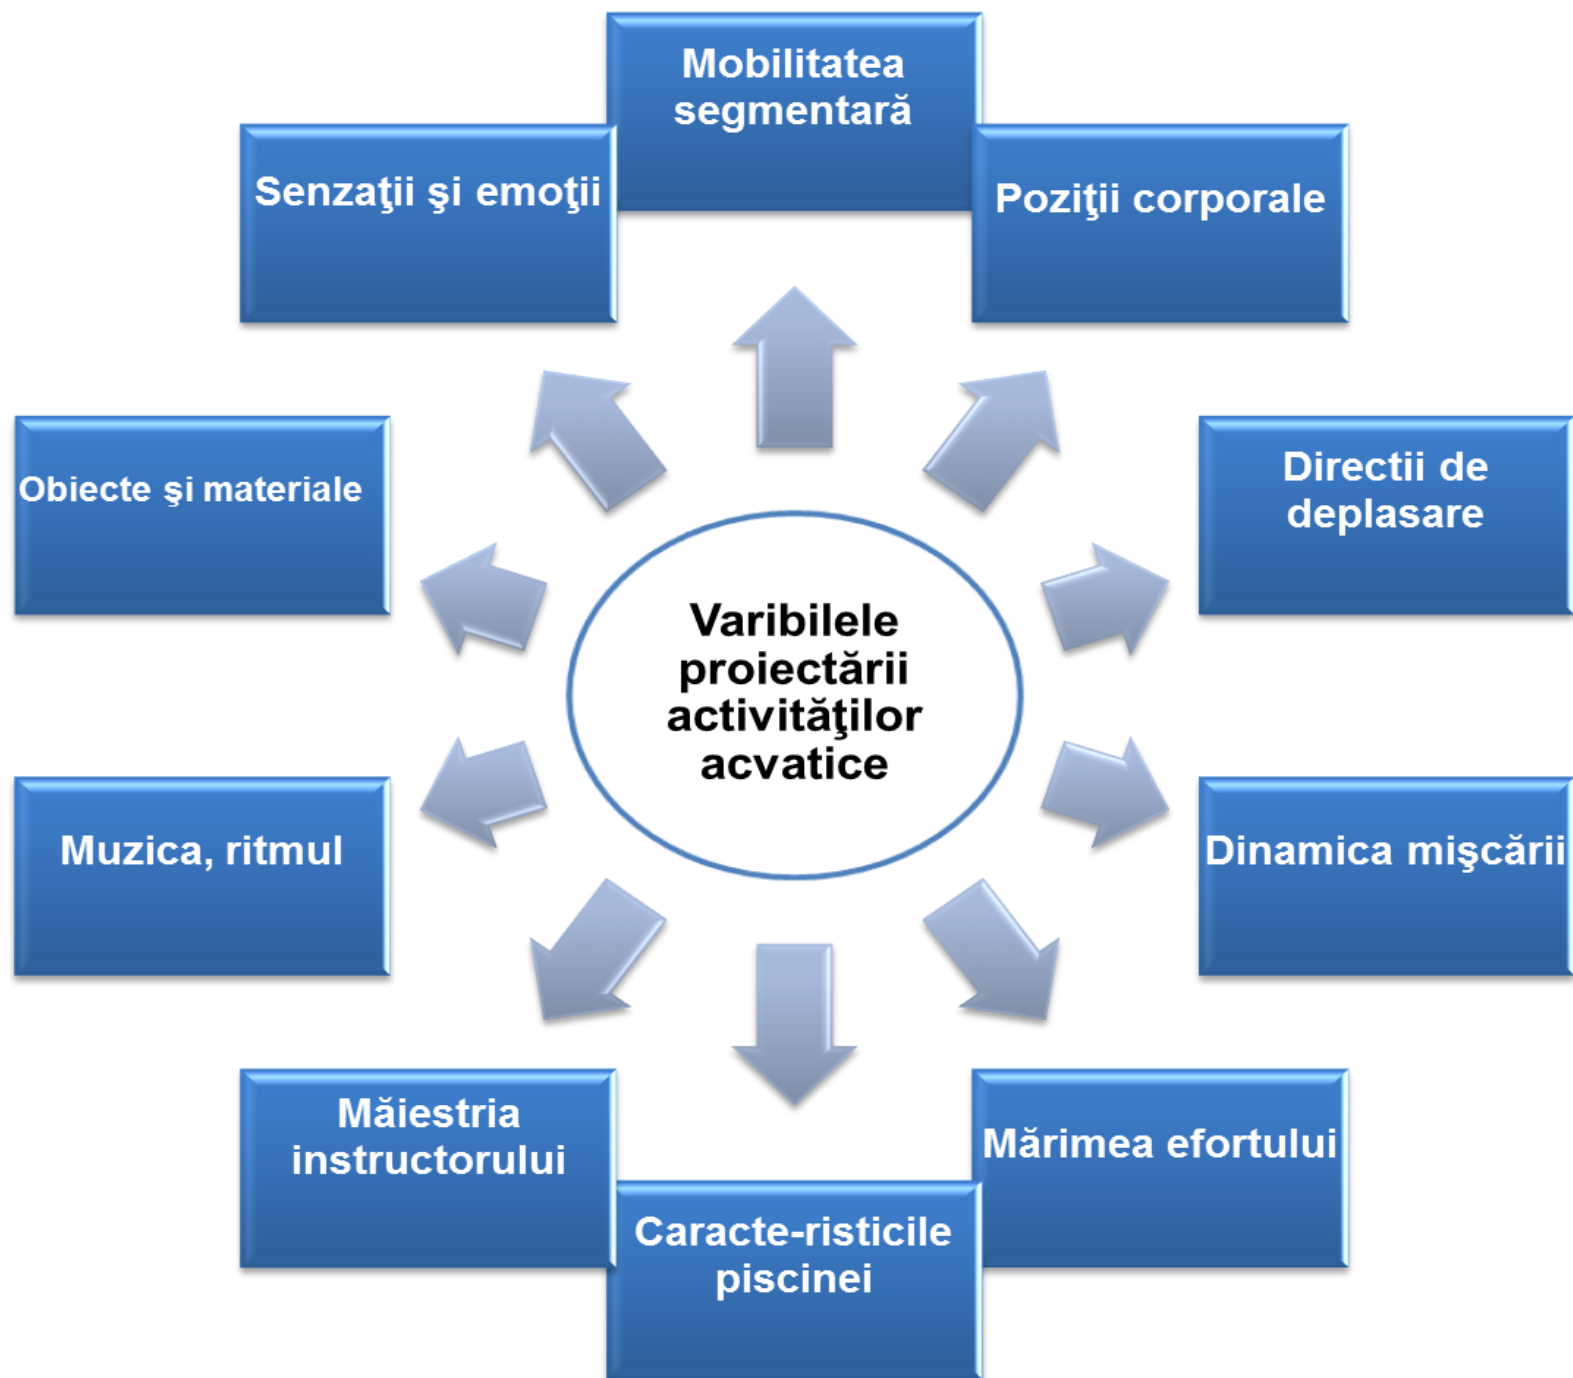 Mobilitatea
segmentară
Senzaţii şi emoţii
Poziţii corporale
Obiecte şi materiale
Directii de
deplasare
Varibilele
proiectării
activităţilor
acvatice
Muzica, ritmul
Dinamica mişcării
Măiestria
instructorului
Mărimea efortului
Caracte-risticile
piscinei